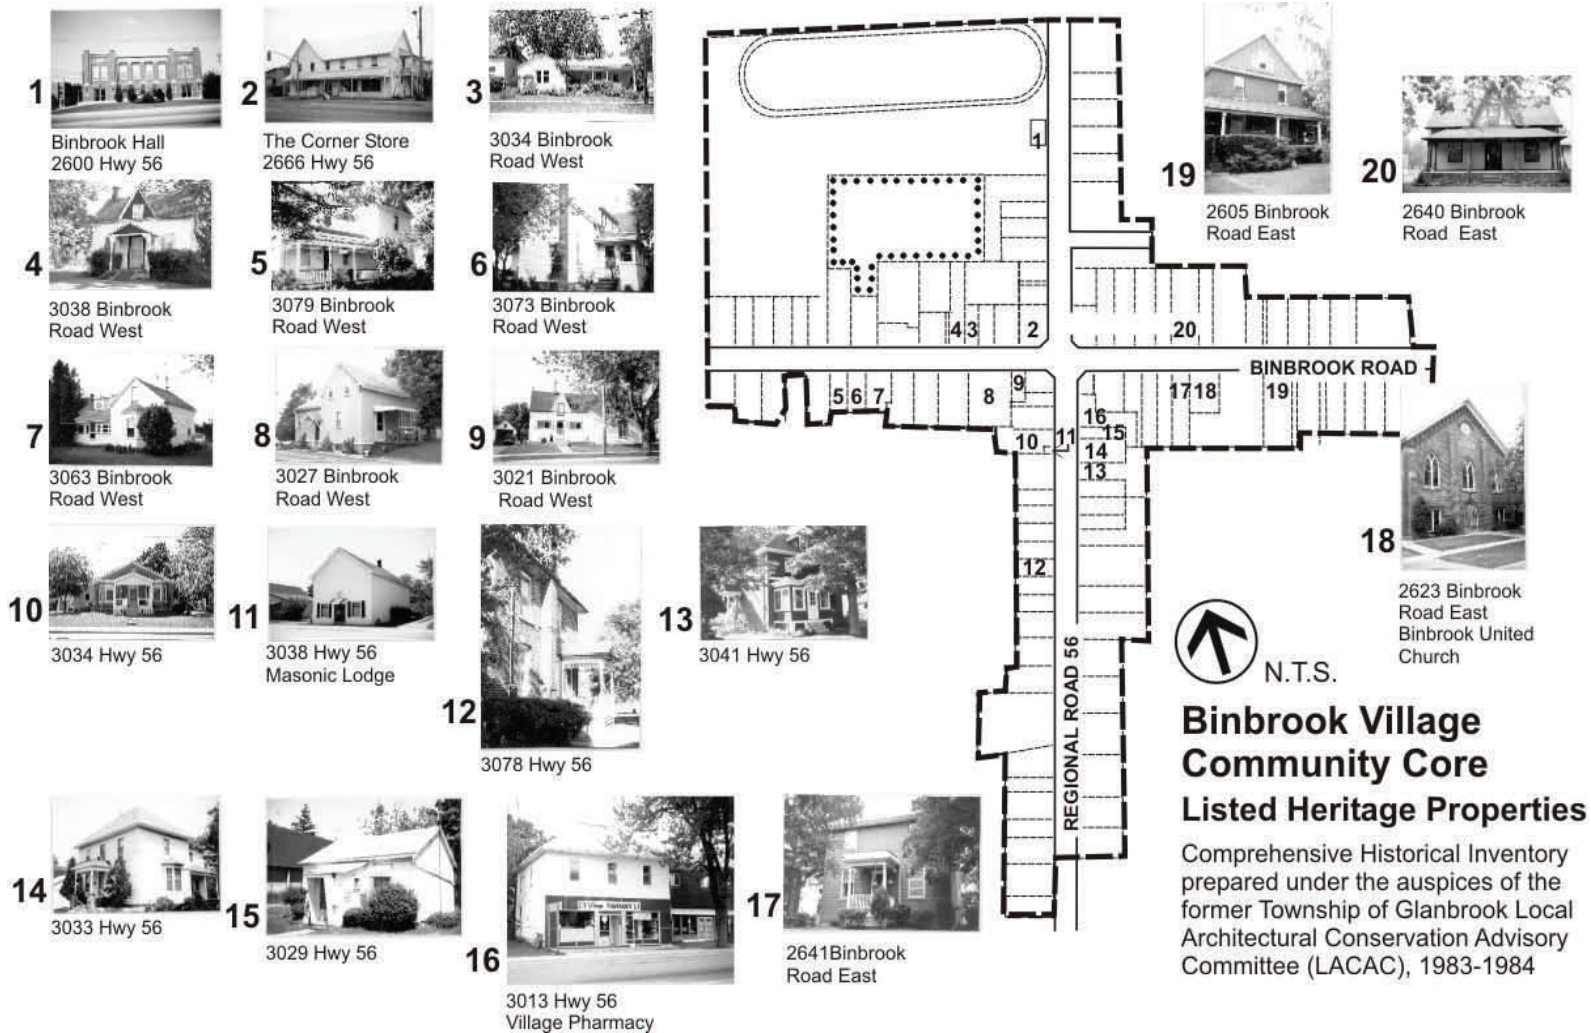 1
Binbrook Hall
2600 Hwy 56
2
The Corner Store
2666 Hwy 56
3
3034 Binbrook
Road West
4
3038 Binbrook
Road West
5
3079 Binbrook
Road West
6
3073 Binbrook
Road West
7
3063 Binbrook
Road West
8
3027 Binbrook
Road West
9
3021 Binbrook
Road West
10
3034 Hwy 56
11
3038 Hwy 56
Masonic Lodge
12
3078 Hwy 56
13
3041 Hwy 56
14
3033 Hwy 56
15
3029 Hwy 56
16
Village PHARMACY
3013 Hwy 56
Village Pharmacy
17
2641Binbrook
Road East
18
2623 Binbrook
Road East
Binbrook United
Church
19
2605 Binbrook
Road East
20
2640 Binbrook
Road East
1
4 3 2 20
BINBROOK ROAD
5 6 7 8 9 17 18 19
16
15
10 11 14
13
12
REGIONAL ROAD 56
N.T.S.
Binbrook Village
Community Core
Listed Heritage Properties
Comprehensive Historical Inventory
prepared under the auspices of the
former Township of Glanbrook Local
Architectural Conservation Advisory
Committee (LACAC), 1983-1984